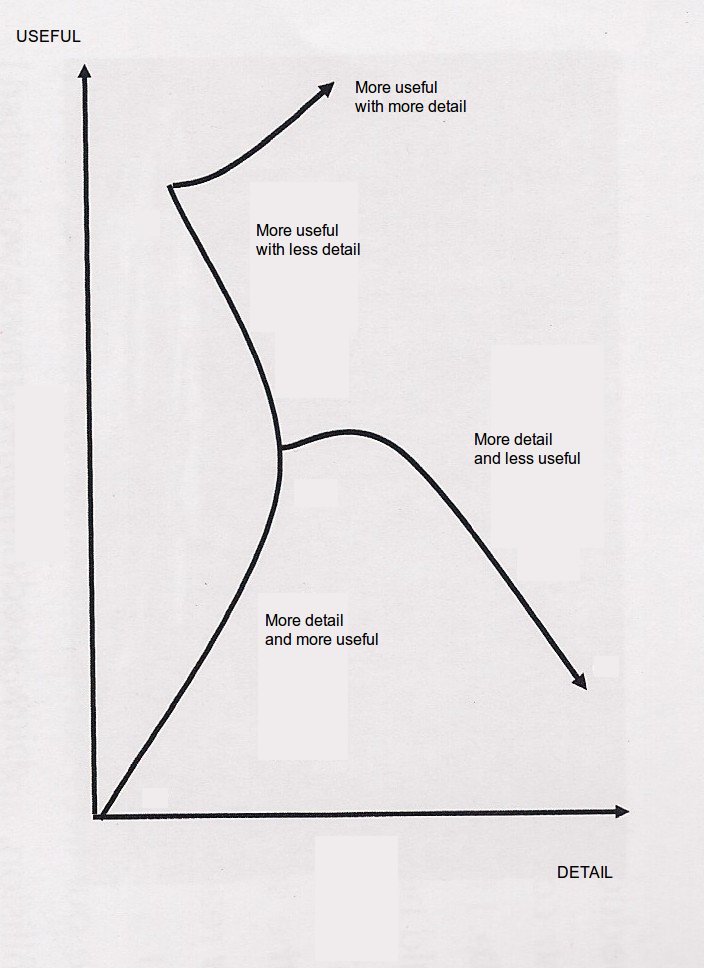 USEFUL
More useful
with more detail
More useful
with less detail
More detail
and less useful
More detail
and more useful
DETAIL